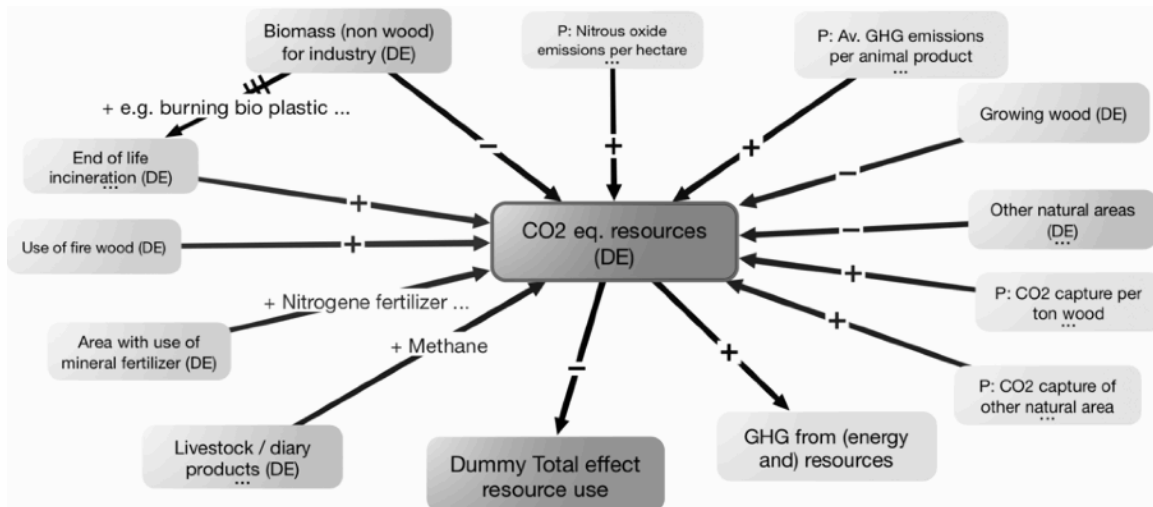 Biomass (non wood)
for industry (DE)
P: Nitrous oxide
emissions per hectare
...
P: Av. GHG emissions
per animal product
...
+ e.g. burning bio plastic ...
Growing wood (DE)
−
+
+
−
End of life
incineration (DE)
...
+
CO2 eq. resources
(DE)
−
Other natural areas
(DE)
...
Use of fire wood (DE)
+
+
P: CO2 capture per
ton wood
...
+ Nitrogene fertilizer ...
+
Area with use of
mineral fertilizer (DE)
+ Methane
−
+
P: CO2 capture of
other natural area
...
Livestock / diary
products (DE)
...
Dummy Total effect
resource use
GHG from (energy
and) resources